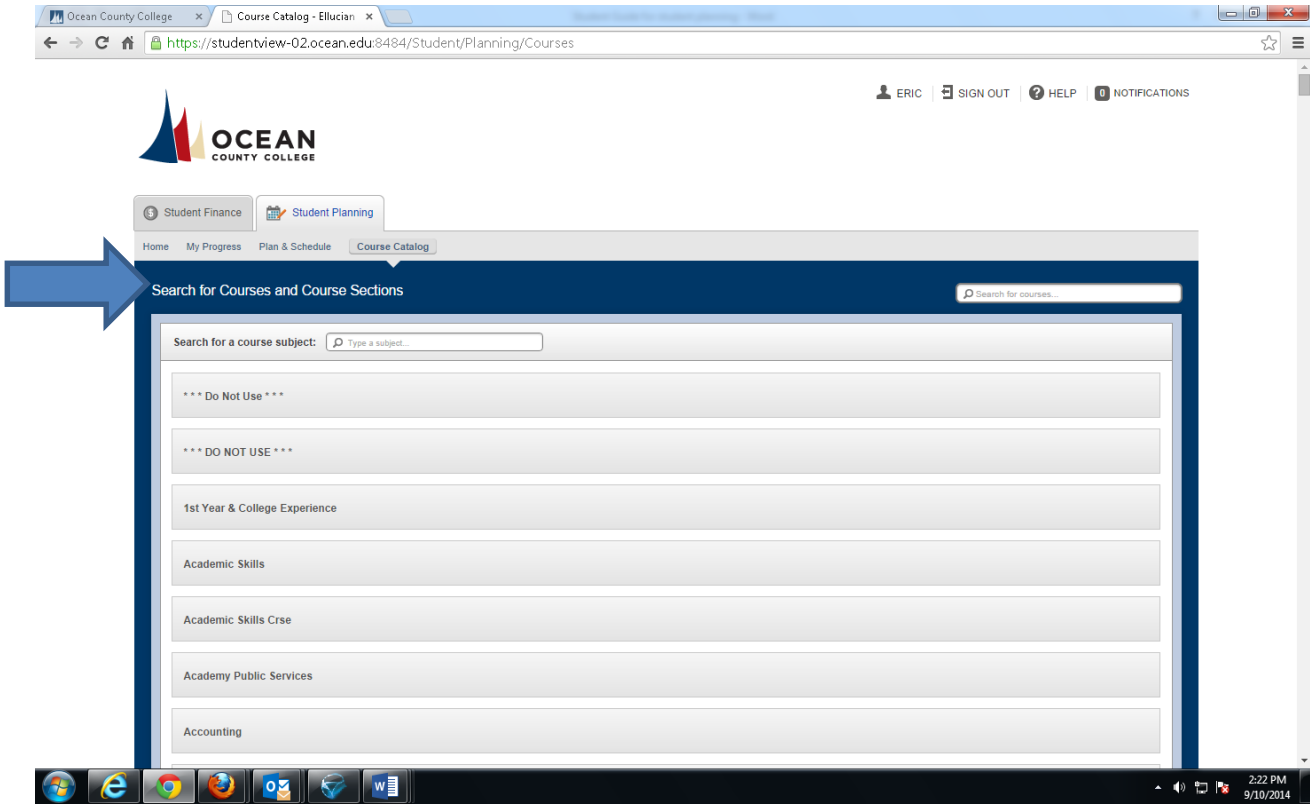 Ocean County College
Course Catalog - Ellucian
https://studentview-02.ocean.edu:8484/Student/Planning/Courses
ERIC SIGN OUT ? HELP 0 NOTIFICATIONS
OCEAN
COUNTY COLLEGE
Student Finance
Student Planning
Home My Progress Plan & Schedule Course Catalog
Search for Courses and Course Sections
Search for courses...
Search for a course subject: Type a subject...
* * * Do Not Use * * *
* * * DO NOT USE * * *
1st Year & College Experience
Academic Skills
Academic Skills Crse
Academy Public Services
Accounting
2:22 PM
9/10/2014